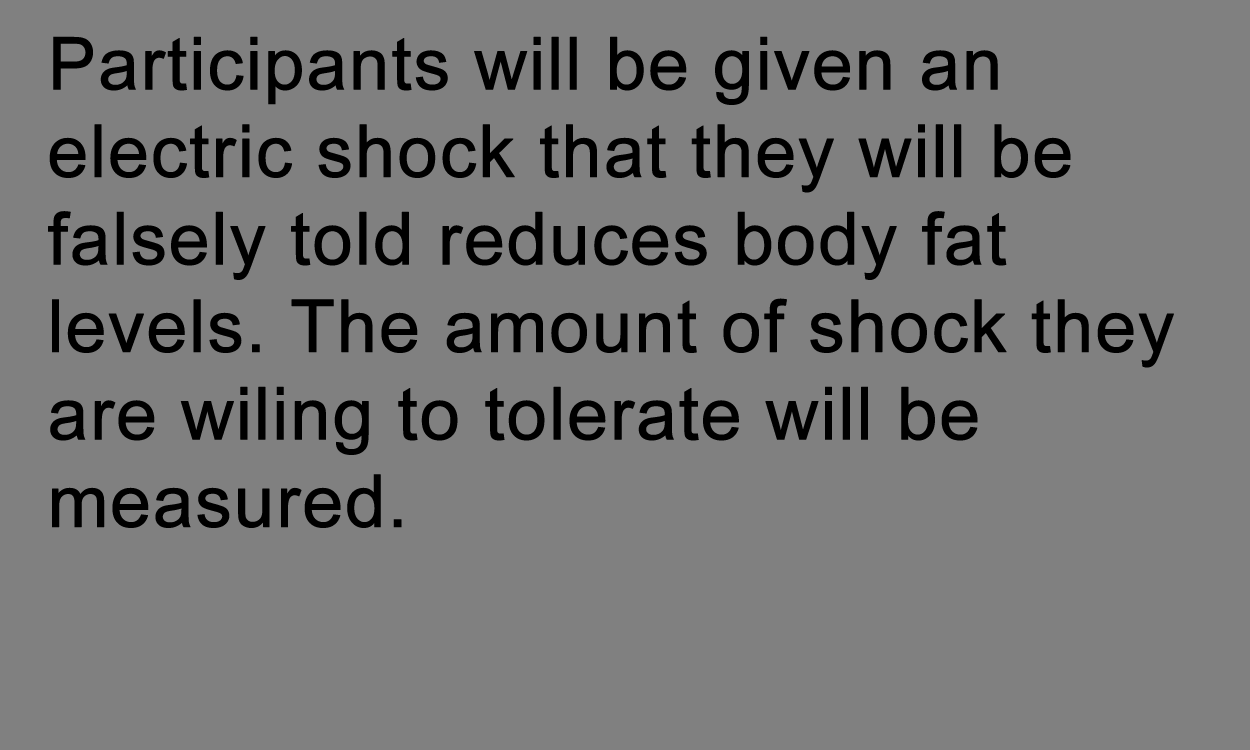 Participants will be given an
electric shock that they will be
falsely told reduces body fat
levels. The amount of shock they
are wiling to tolerate will be
measured.